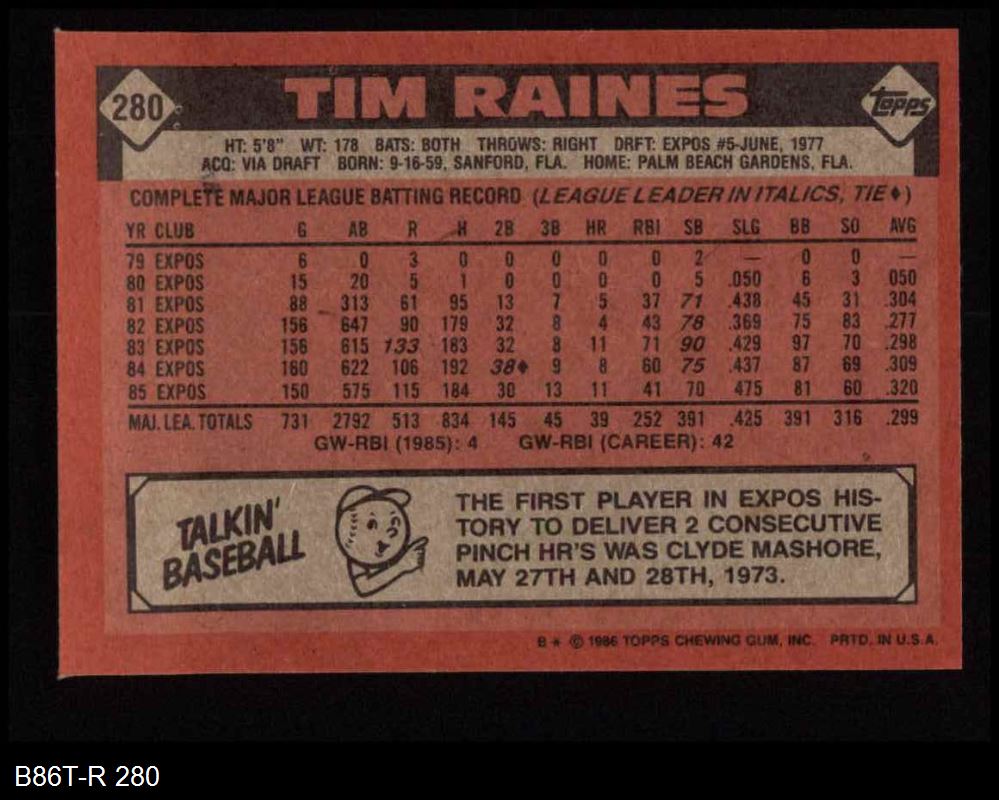 280 TIM RAINES Topps
HT: 5'8" WT: 178 BATS: BOTH THROWS: RIGHT DRFT: EXPOS #5-JUNE, 1977
ACQ: VIA DRAFT BORN: 9-16-59, SANFORD, FLA. HOME: PALM BEACH GARDENS, FLA.
COMPLETE MAJOR LEAGUE BATTING RECORD (LEAGUE LEADER IN ITALICS, TIE ♦)
YR CLUB G AB R H 2B 3B HR RBI SB SLG BB SO AVG
79 EXPOS 6 0 3 0 0 0 0 0 2 — 0 0 —
80 EXPOS 15 20 5 1 0 0 0 0 5 .050 6 3 .050
81 EXPOS 88 313 61 95 13 7 5 37 71 .438 45 31 .304
82 EXPOS 156 647 90 179 32 8 4 43 78 .369 75 83 .277
83 EXPOS 156 615 133 183 32 8 11 71 90 .429 97 70 .298
84 EXPOS 160 622 106 192 38♦ 9 8 60 75 .437 87 69 .309
85 EXPOS 150 575 115 184 30 13 11 41 70 .475 81 60 .320
MAJ. LEA. TOTALS 731 2792 513 834 145 45 39 252 391 .425 391 316 .299
GW-RBI (1985): 4 GW-RBI (CAREER): 42
TALKIN'
BASEBALL
THE FIRST PLAYER IN EXPOS HIS-
TORY TO DELIVER 2 CONSECUTIVE
PINCH HR'S WAS CLYDE MASHORE,
MAY 27TH AND 28TH, 1973.
B * © 1986 TOPPS CHEWING GUM, INC. PRTD. IN U.S.A.
B86T-R 280